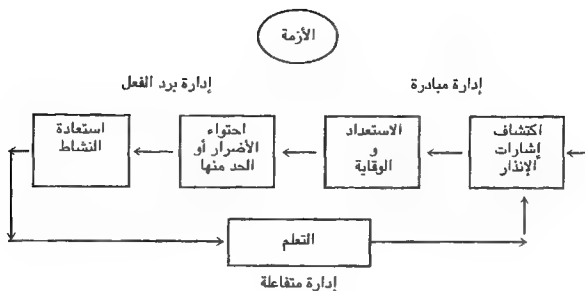 الأزمة
إدارة مبادرة
إدارة برد الفعل
اكتشاف
إشارات
الإنذار
الاستعداد
و
الوقاية
احتواء
الأضرار أو
الحد منها
استعادة
النشاط
التعلم
إدارة متفاعلة